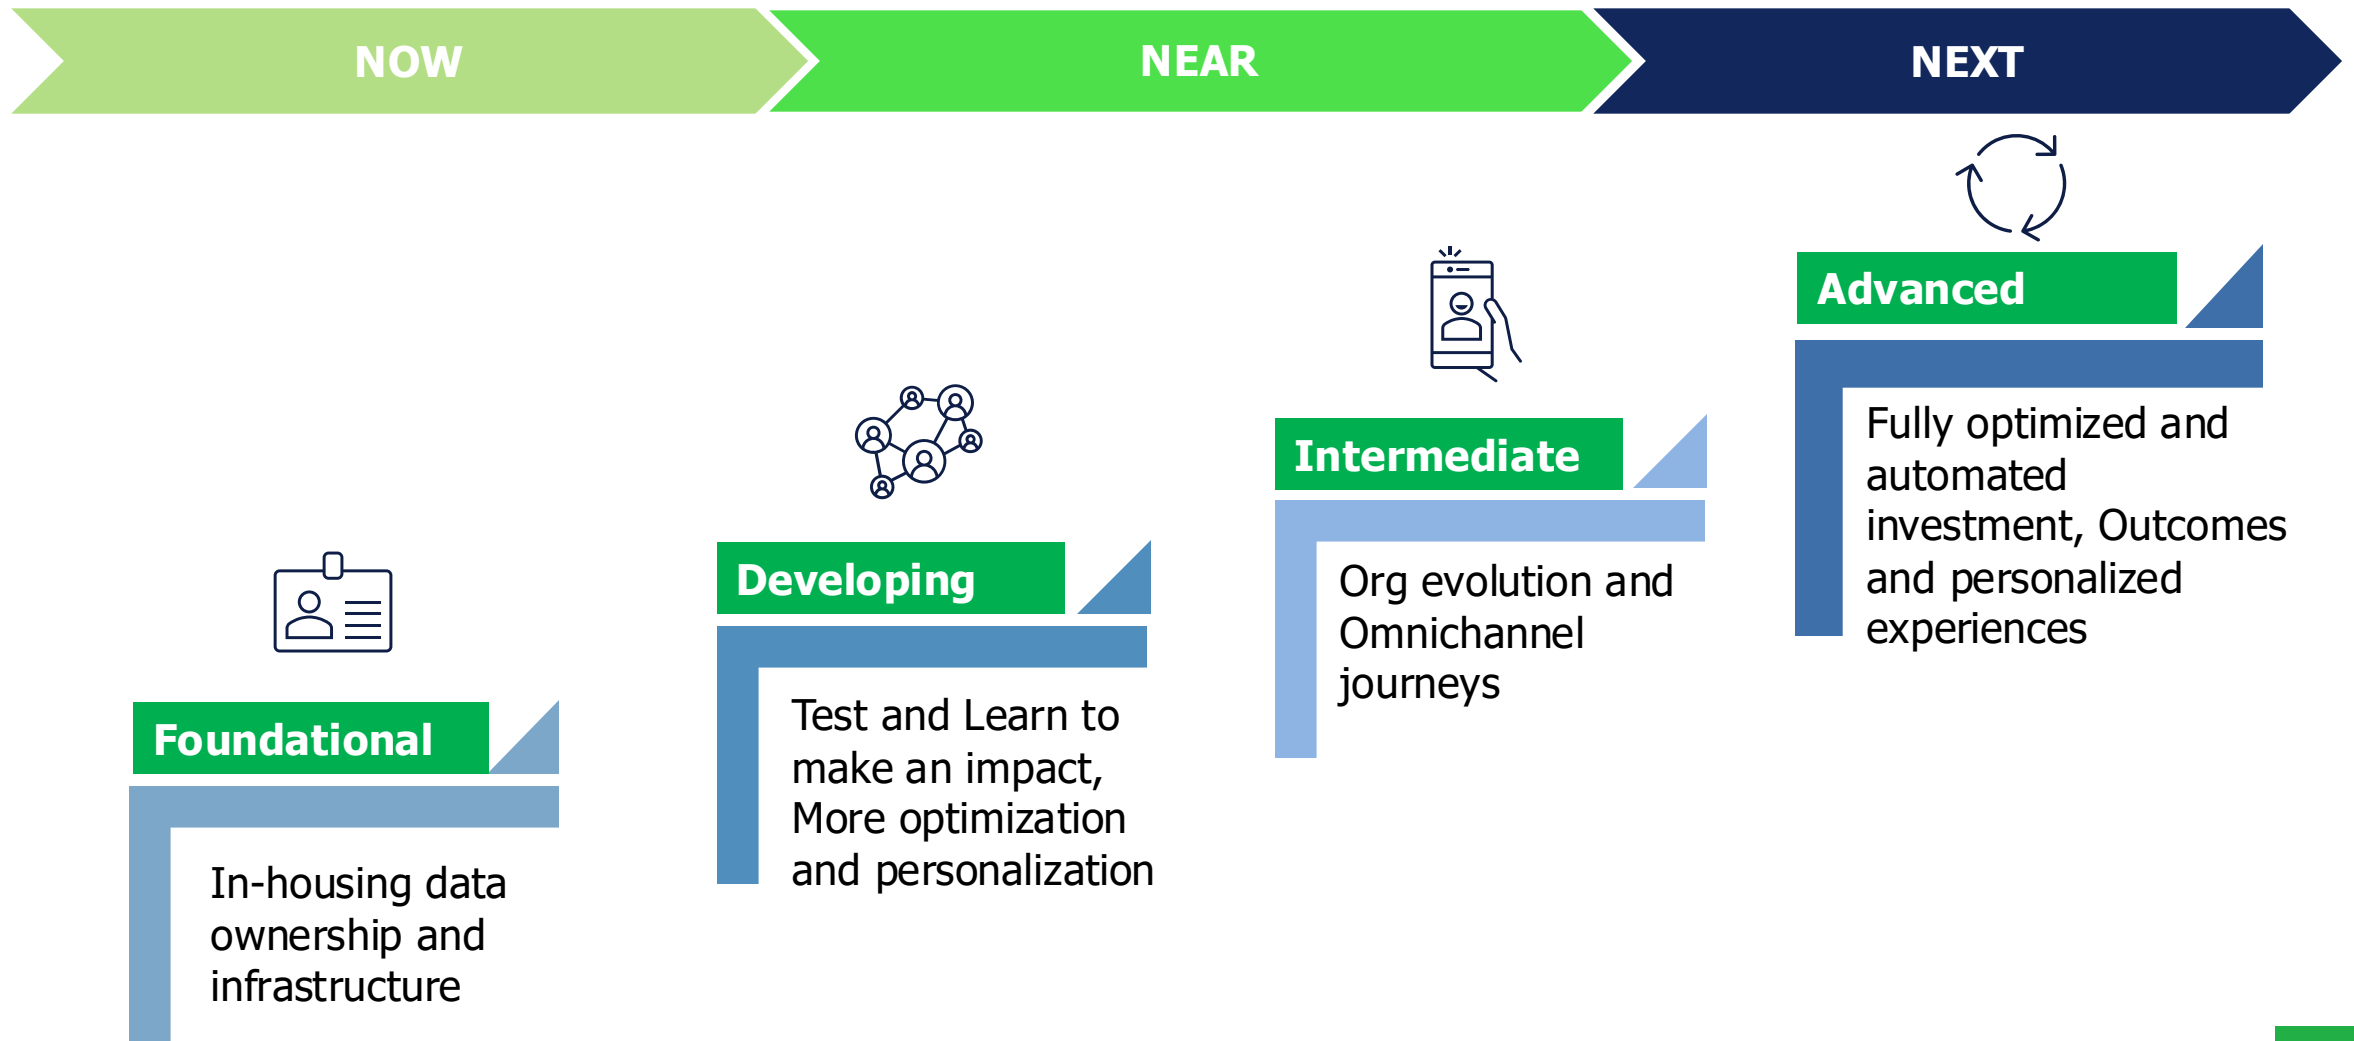 NOW
NEAR
NEXT
Foundational
In-housing data
ownership and
infrastructure
Developing
Test and Learn to
make an impact,
More optimization
and personalization
Intermediate
Org evolution and
Omnichannel
journeys
Advanced
Fully optimized and
automated
investment, Outcomes
and personalized
experiences